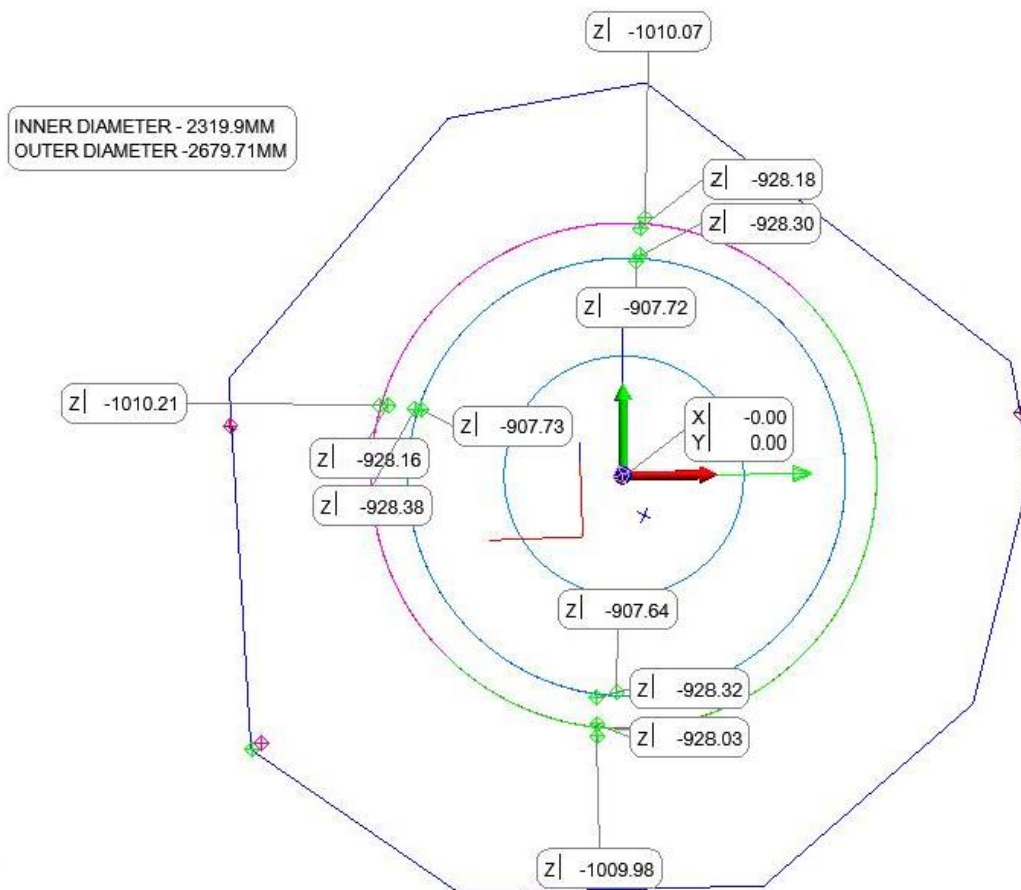 Z -1010.07
INNER DIAMETER - 2319.9MM
OUTER DIAMETER -2679.71MM
Z -928.18
Z -928.30
Z -907.72
Z -1010.21
X -0.00
Y 0.00
Z -907.73
Z -928.16
Z -928.38
Z -907.64
Z -928.32
Z -928.03
Z -1009.98